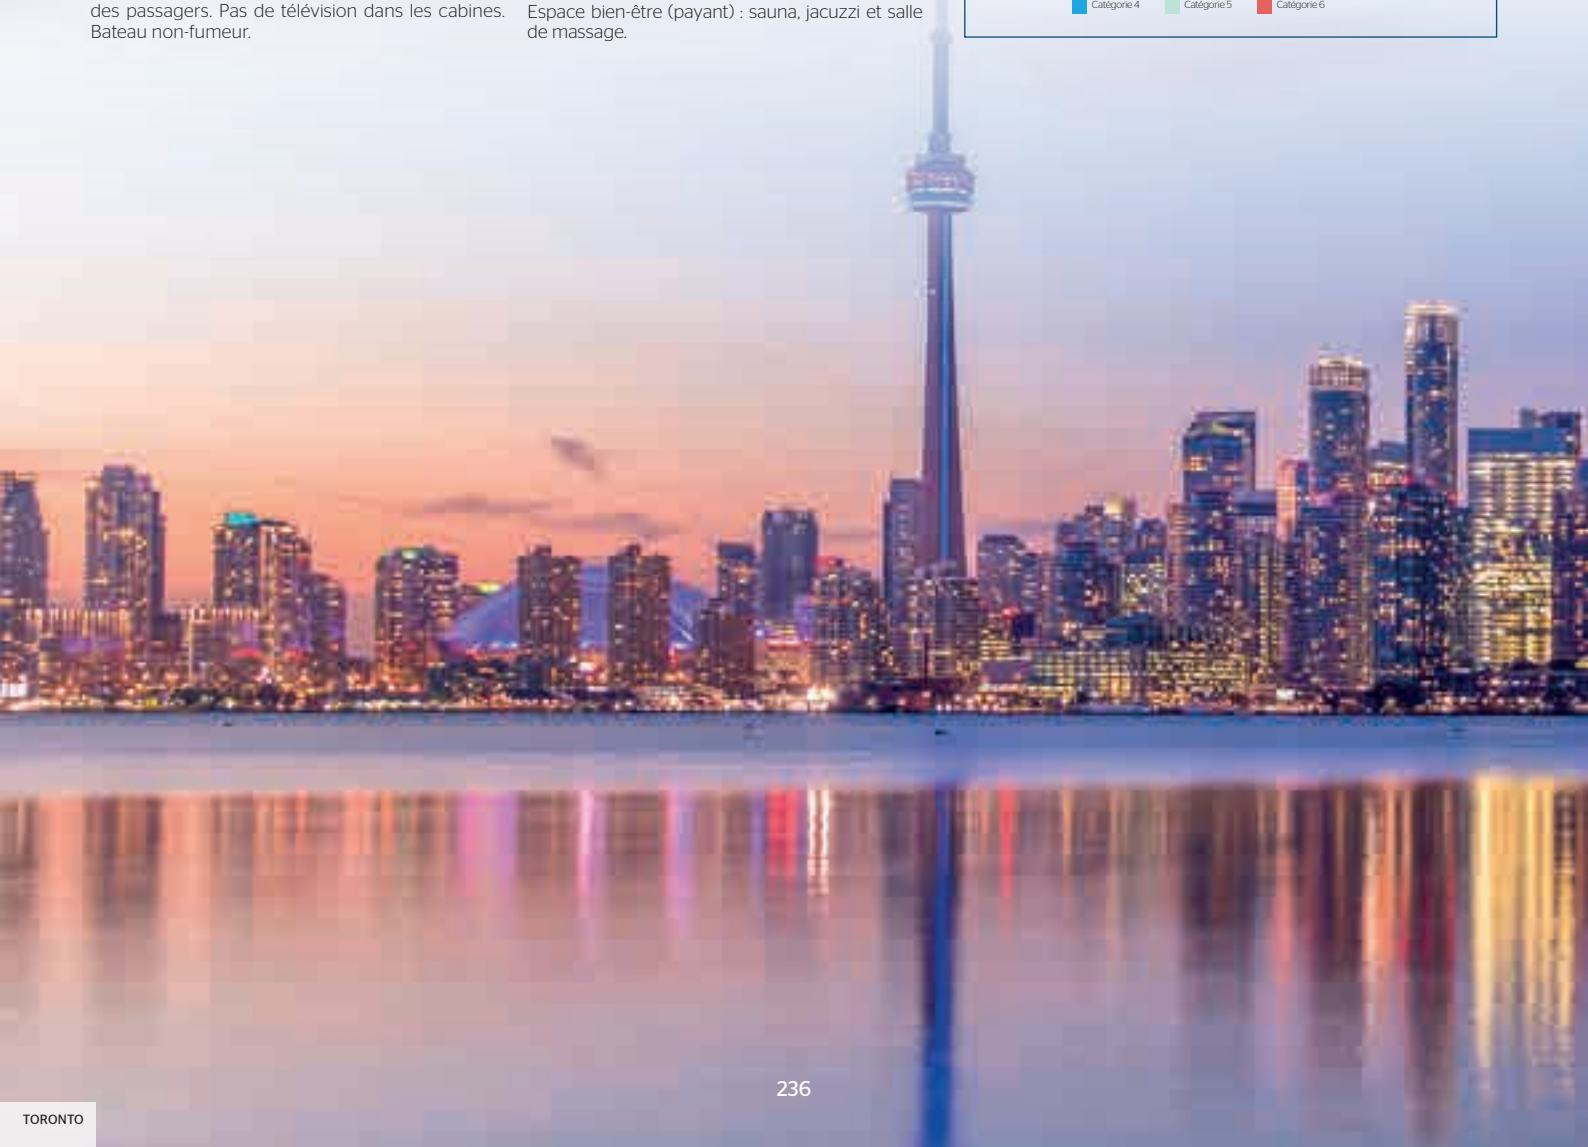 des passagers. Pas de télévision dans les cabines.
Bateau non-fumeur.
Espace bien-être (payant) : sauna, jacuzzi et salle
de massage.
Catégorie 4 Catégorie 5 Catégorie 6
236
TORONTO